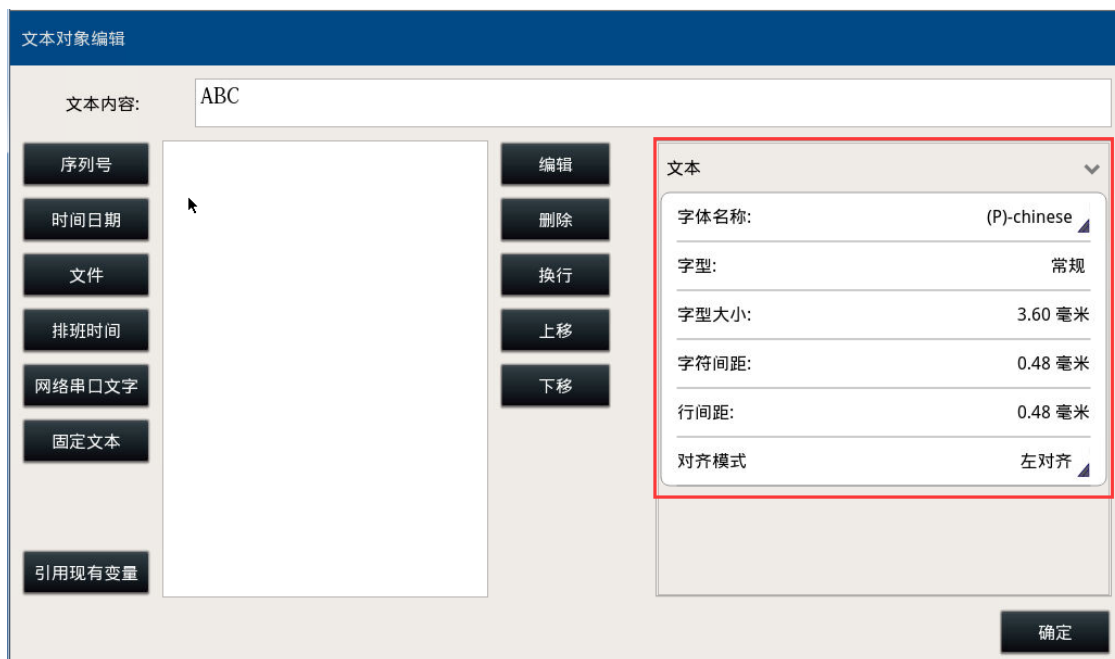 文本对象编辑
文本内容: ABC
序列号
时间日期
文件
排班时间
网络串口文字
固定文本
引用现有变量
编辑
删除
换行
上移
下移
文本
字体名称: (P)-chinese
字型: 常规
字型大小: 3.60 毫米
字符间距: 0.48 毫米
行间距: 0.48 毫米
对齐模式 左对齐
确定